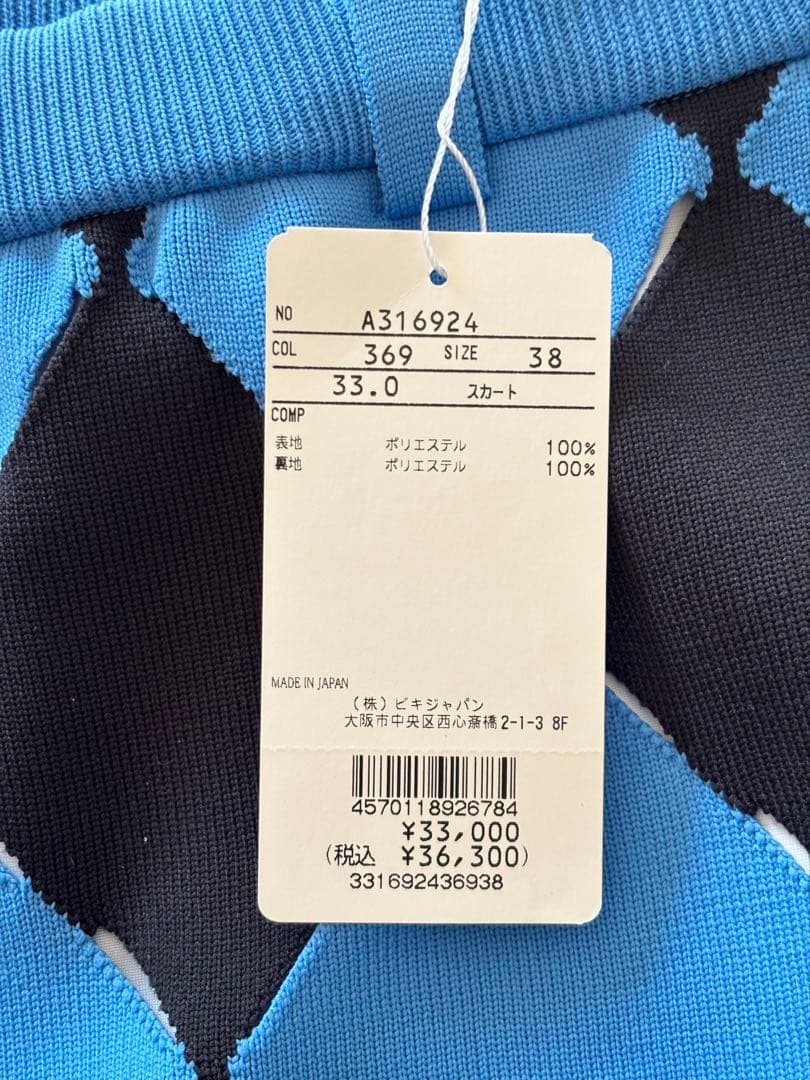 NO A316924
COL 369 SIZE 38
33.0 スカート
COMP
表地 ポリエステル 100%
裏地 ポリエステル 100%
MADE IN JAPAN
(株)ビキジャパン
大阪市中央区西心斎橋2-1-3 8F
4570118926784
¥33,000
(税込 ¥36,300)
331692436938